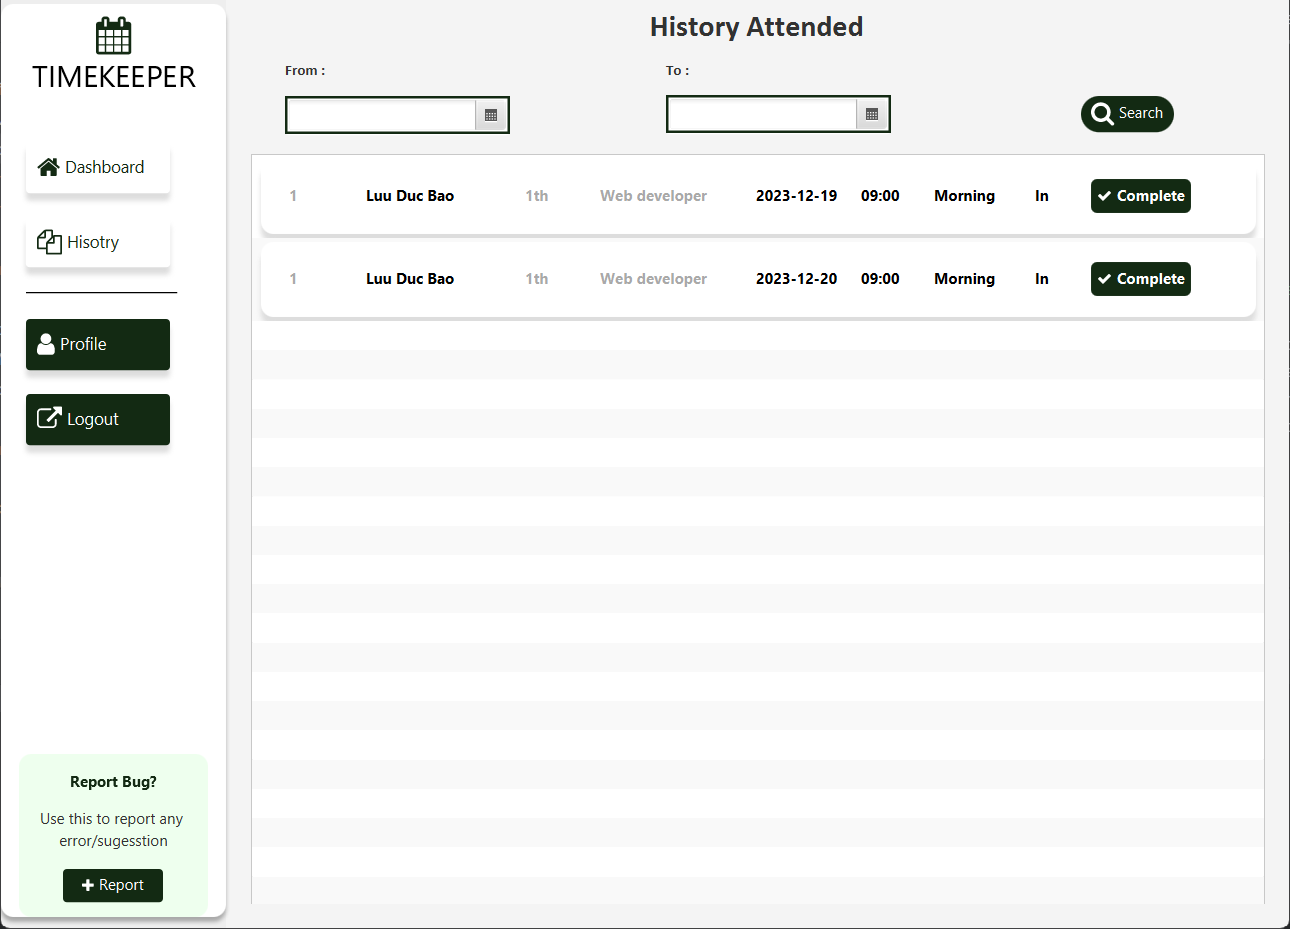 TIMEKEEPER
Dashboard
Hisotry
Profile
Logout
Report Bug?
Use this to report any
error/sugesstion
Report
History Attended
From :
To :
Search
1 Luu Duc Bao 1th Web developer 2023-12-19 09:00 Morning In Complete
1 Luu Duc Bao 1th Web developer 2023-12-20 09:00 Morning In Complete